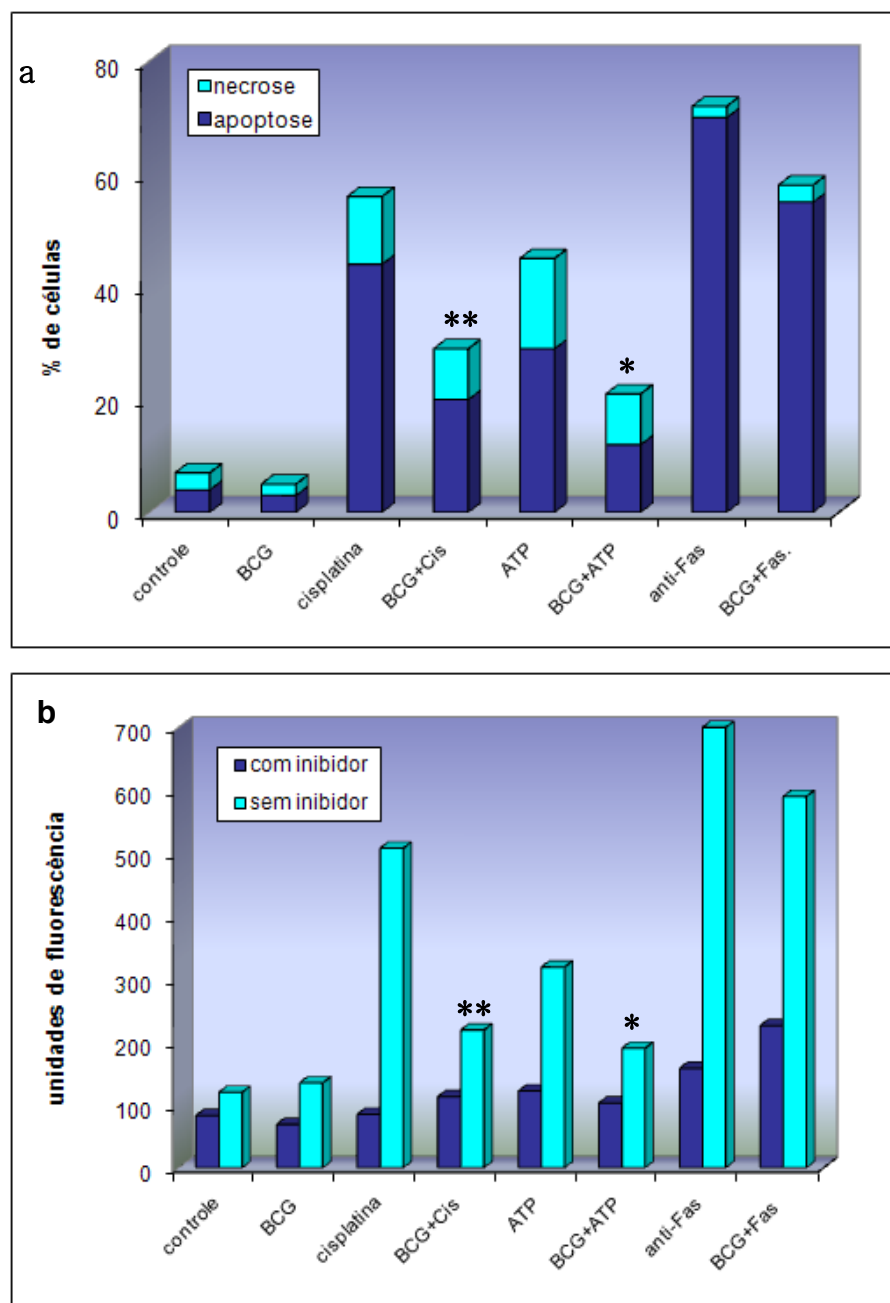 a
80
60
40
20
0
% de células
necrose
apoptose
**
*
controle
BCG
cisplatina
BCG+Cis
ATP
BCG+ATP
anti-Fas
BCG+Fas.
b
700
600
500
400
300
200
100
0
unidades de fluorescència
com inibidor
sem inibidor
**
*
controle
BCG
cisplatina
BCG+Cis
ATP
BCG+ATP
anti-Fas
BCG+Fas